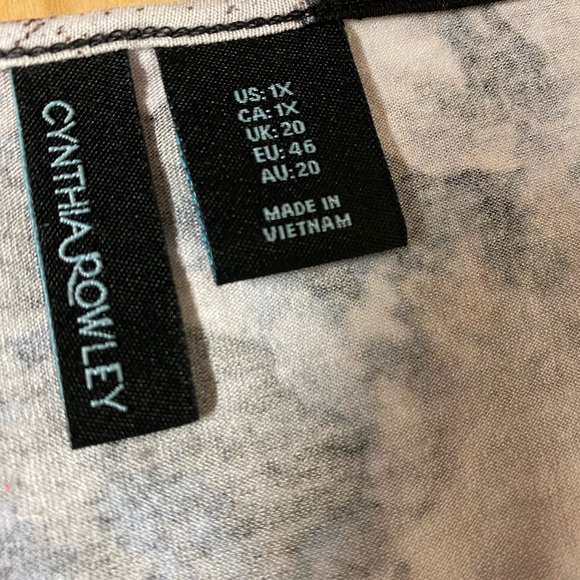 CYNTHIA ROWLEY
US: 1X
CA: 1X
UK: 20
EU: 46
AU: 20
MADE IN
VIETNAM